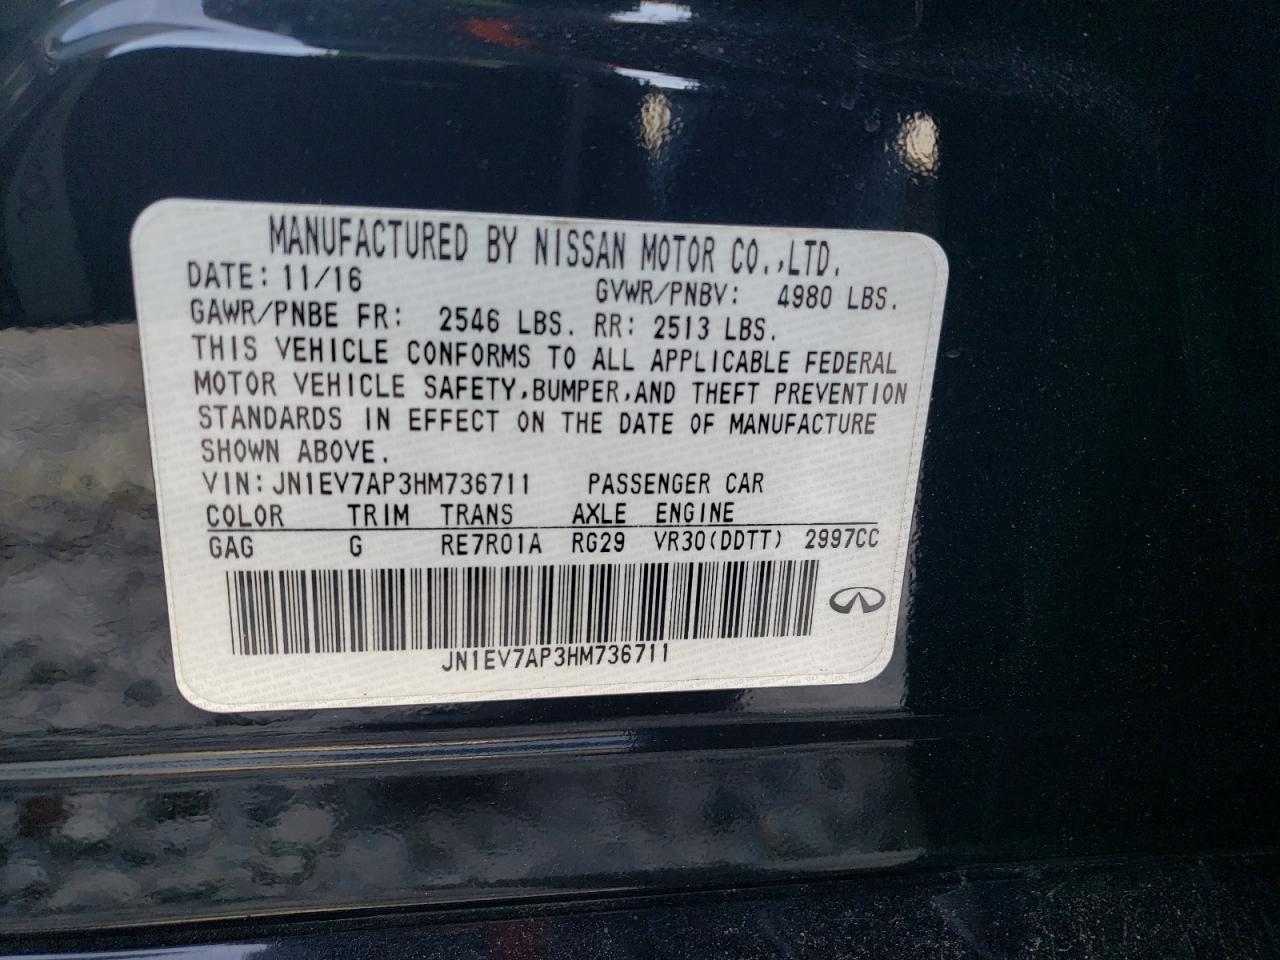 MANUFACTURED BY NISSAN MOTOR CO.,LTD.
DATE: 11/16 GVWR/PNBV: 4980 LBS.
GAWR/PNBE FR: 2546 LBS. RR: 2513 LBS.
THIS VEHICLE CONFORMS TO ALL APPLICABLE FEDERAL
MOTOR VEHICLE SAFETY,BUMPER,AND THEFT PREVENTION
STANDARDS IN EFFECT ON THE DATE OF MANUFACTURE
SHOWN ABOVE.
VIN: JN1EV7AP3HM736711 PASSENGER CAR
COLOR TRIM TRANS AXLE ENGINE
GAG G RE7R01A RG29 VR30(DDTT) 2997CC
JN1EV7AP3HM736711